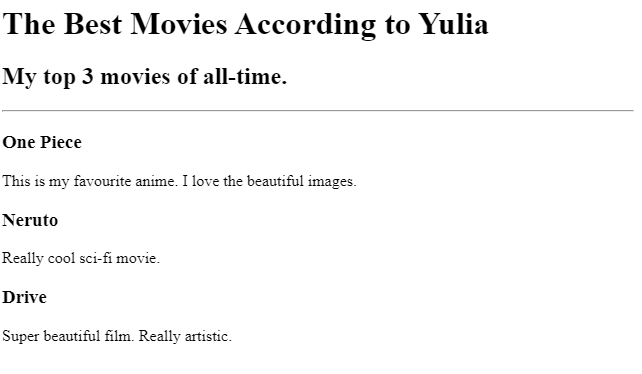 The Best Movies According to Yulia
My top 3 movies of all-time.
One Piece
This is my favourite anime. I love the beautiful images.
Neruto
Really cool sci-fi movie.
Drive
Super beautiful film. Really artistic.